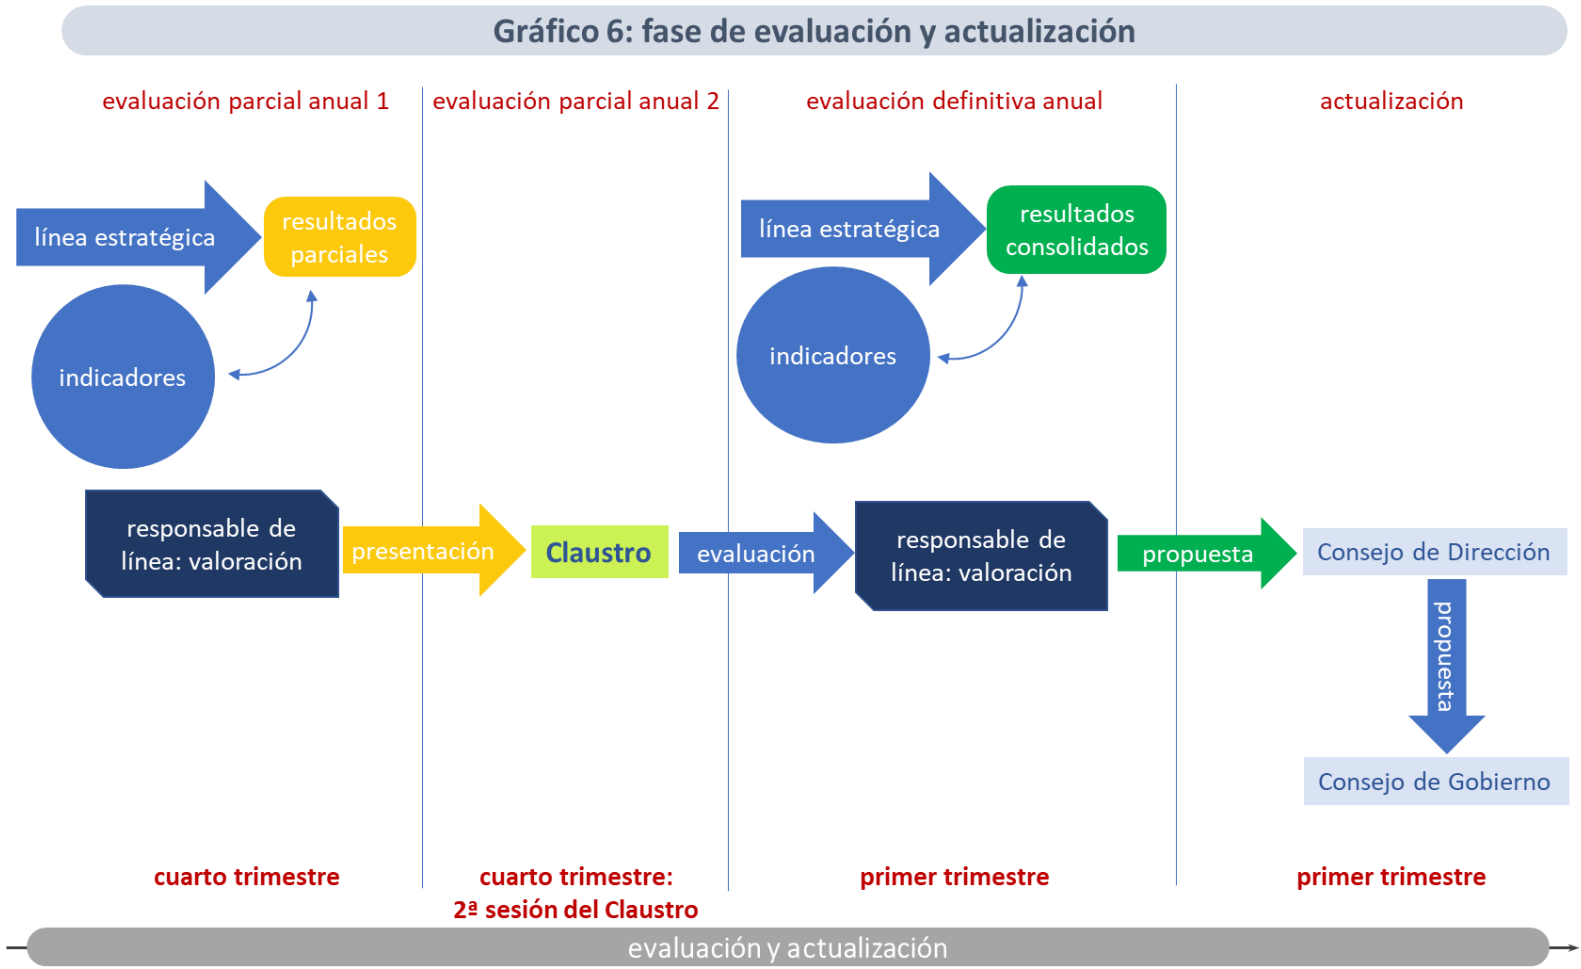 Gráfico 6: fase de evaluación y actualización
evaluación parcial anual 1
evaluación parcial anual 2
evaluación definitiva anual
actualización
línea estratégica
resultados
parciales
indicadores
línea estratégica
resultados
consolidados
indicadores
responsable de
línea: valoración
presentación
Claustro
evaluación
responsable de
línea: valoración
propuesta
Consejo de Dirección
propuesta
Consejo de Gobierno
cuarto trimestre
cuarto trimestre:
2ª sesión del Claustro
primer trimestre
primer trimestre
evaluación y actualización